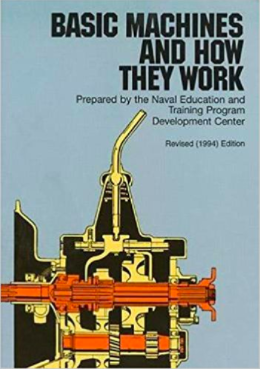 BASIC MACHINES
AND HOW
THEY WORK
Prepared by the Naval Education and
Training Program
Development Center
Revised (1994) Edition